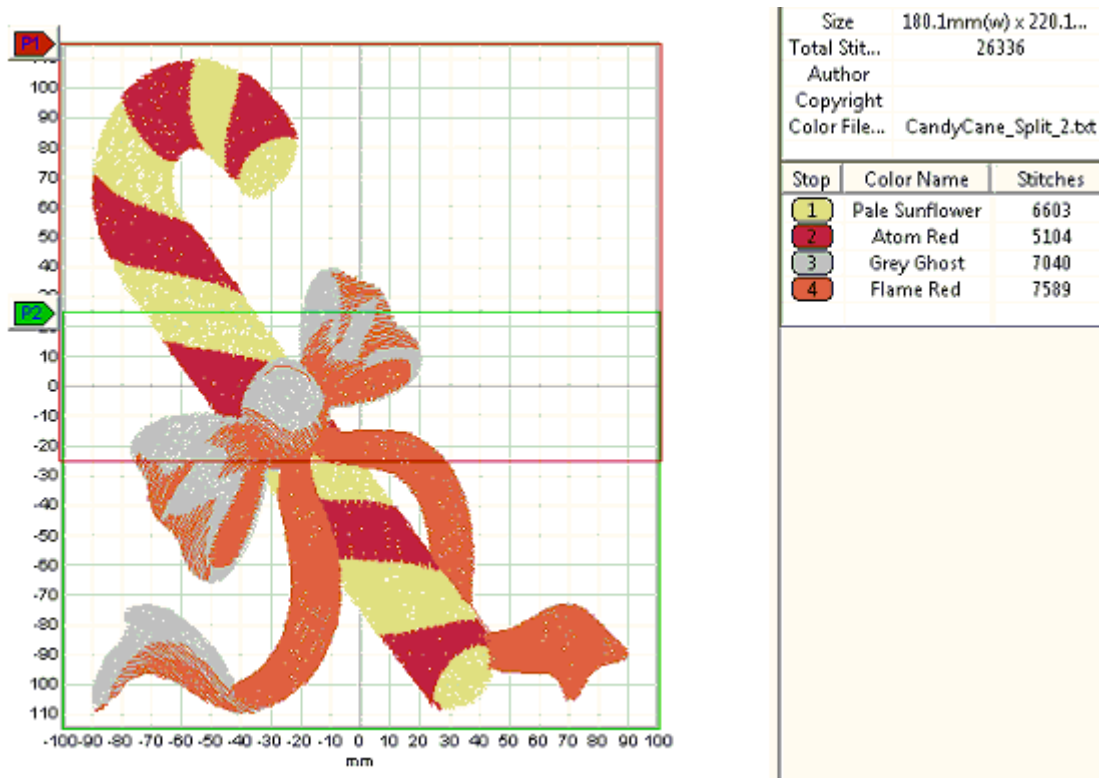 P1
100
90
80
70
60
50
40
P2
10
0
-10
-20
-30
-40
-50
-60
-70
-80
-90
100
110
-100-90 -80 -70 -60 -50 -40 -30 -20 -10 0 10 20 30 40 50 60 70 80 90 100
mm
Size 180.1mm(w) x 220.1...
Total Stit... 26336
Author
Copyright
Color File... CandyCane_Split_2.txt
Stop Color Name Stitches
1 Pale Sunflower 6603
2 Atom Red 5104
3 Grey Ghost 7040
4 Flame Red 7589